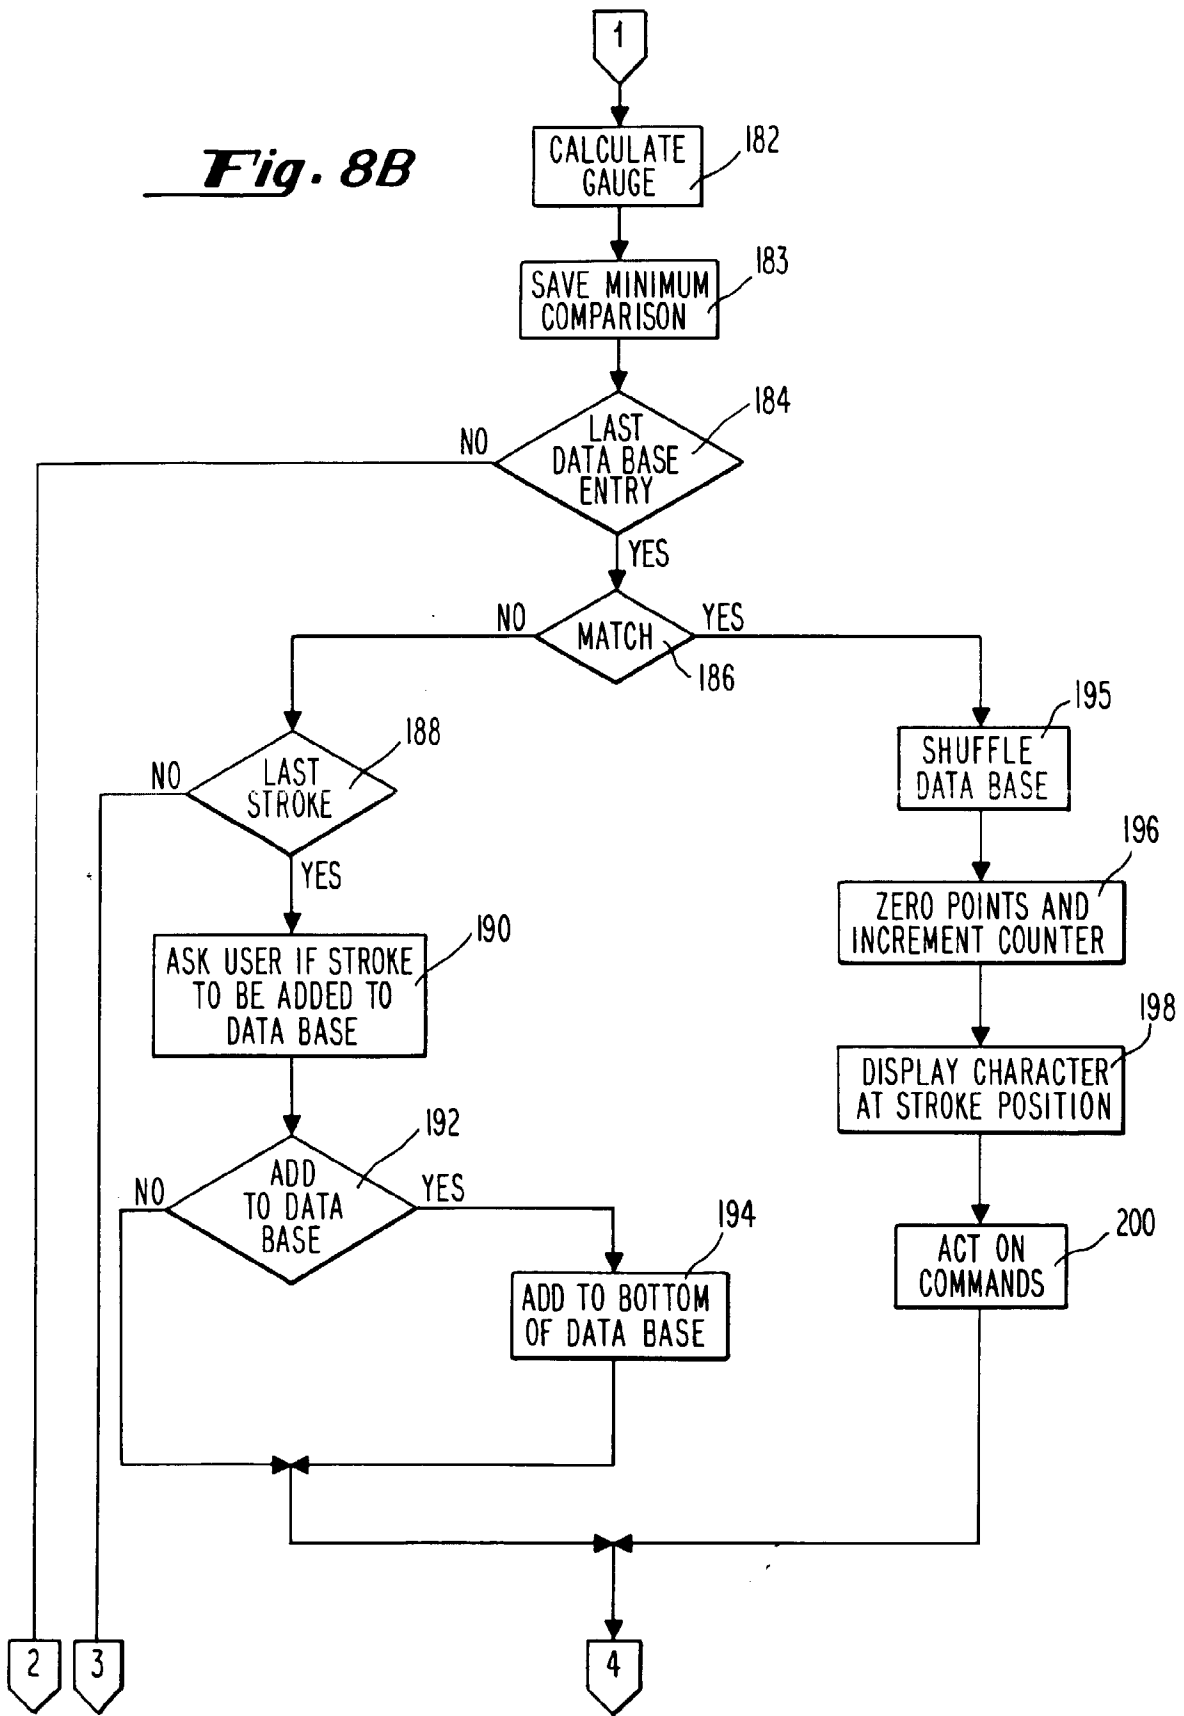 1
Fig. 8B
CALCULATE
GAUGE
182
SAVE MINIMUM
COMPARISON
183
LAST
DATA BASE
ENTRY
184
NO
YES
MATCH
186
NO
YES
LAST
STROKE
188
NO
YES
SHUFFLE
DATA BASE
195
ZERO POINTS AND
INCREMENT COUNTER
196
ASK USER IF STROKE
TO BE ADDED TO
DATA BASE
190
DISPLAY CHARACTER
AT STROKE POSITION
198
ADD
TO DATA
BASE
192
NO
YES
ADD TO BOTTOM
OF DATA BASE
194
ACT ON
COMMANDS
200
2
3
4